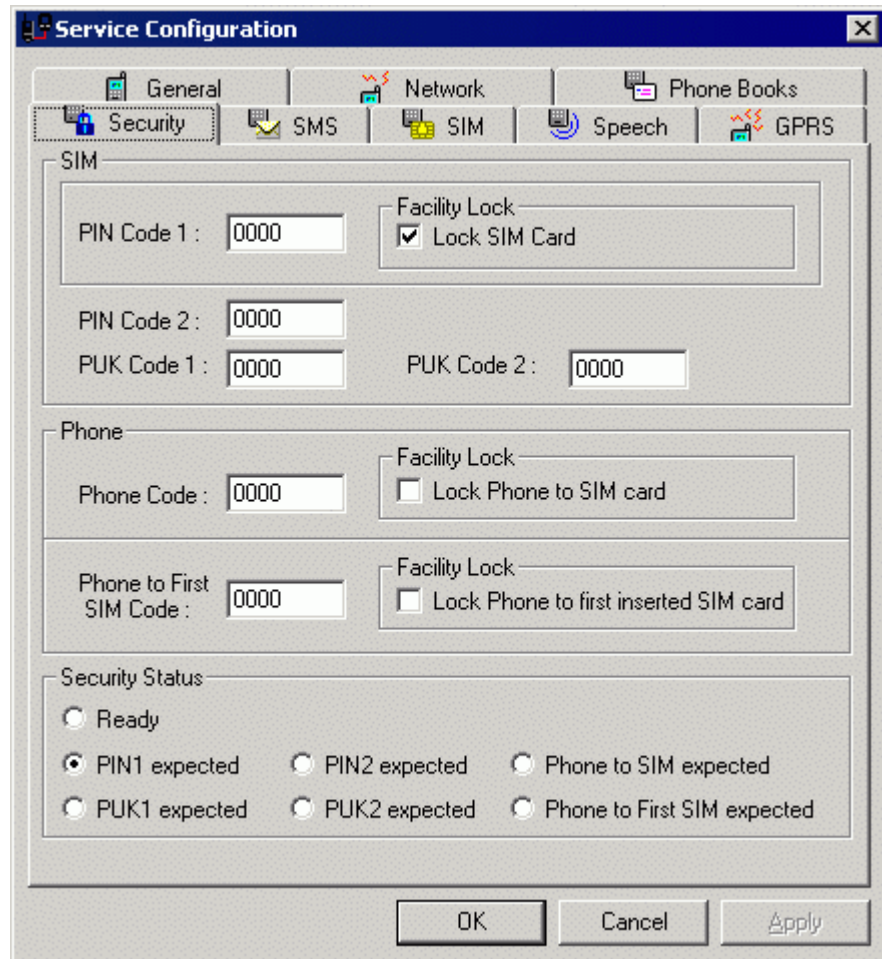 Service Configuration
General Network Phone Books
Security SMS SIM Speech GPRS
SIM
Facility Lock
PIN Code 1 : 0000 Lock SIM Card
PIN Code 2 : 0000
PUK Code 1 : 0000 PUK Code 2 : 0000
Phone
Facility Lock
Phone Code : 0000 Lock Phone to SIM card
Facility Lock
Phone to First
SIM Code : 0000 Lock Phone to first inserted SIM card
Security Status
Ready
PIN1 expected PIN2 expected Phone to SIM expected
PUK1 expected PUK2 expected Phone to First SIM expected
OK Cancel Apply